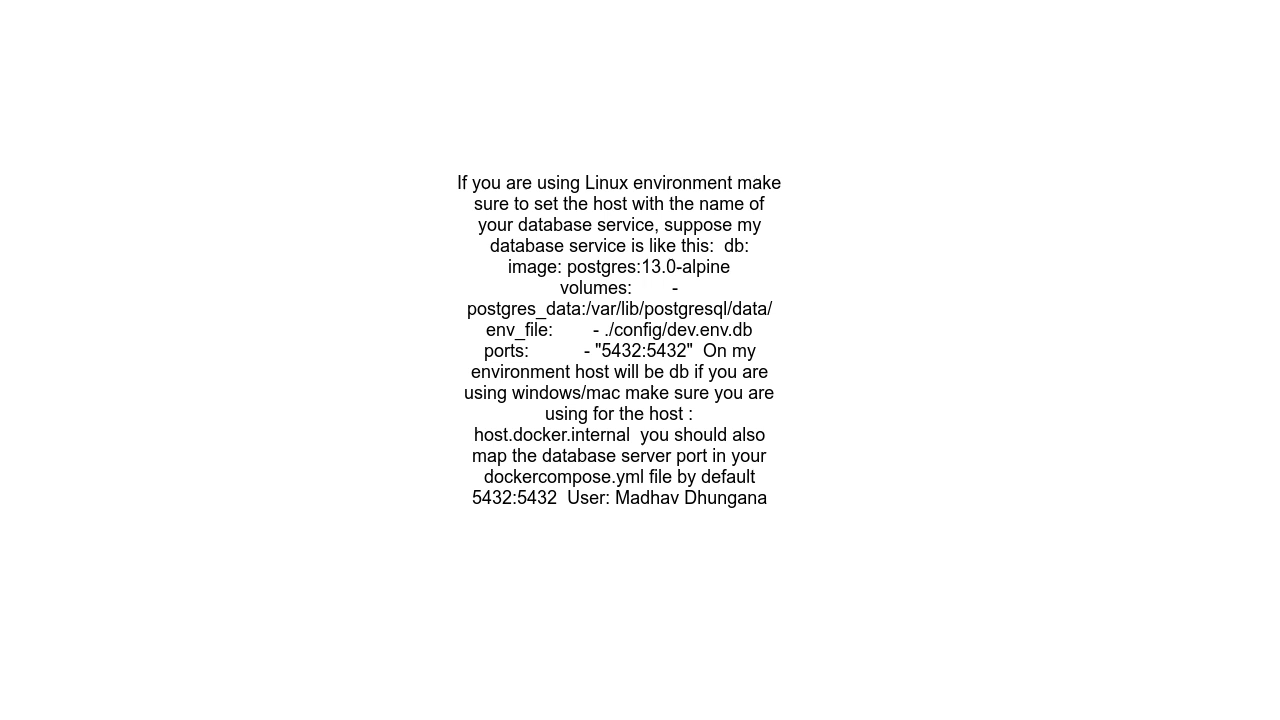 If you are using Linux environment make
sure to set the host with the name of
your database service, suppose my
database service is like this:  db:
image: postgres:13.0-alpine
volumes:        -
postgres_data:/var/lib/postgresql/data/
env_file:        - ./config/dev.env.db
ports:           - "5432:5432"  On my
environment host will be db if you are
using windows/mac make sure you are
using for the host :
host.docker.internal  you should also
map the database server port in your
dockercompose.yml file by default
5432:5432  User: Madhav Dhungana